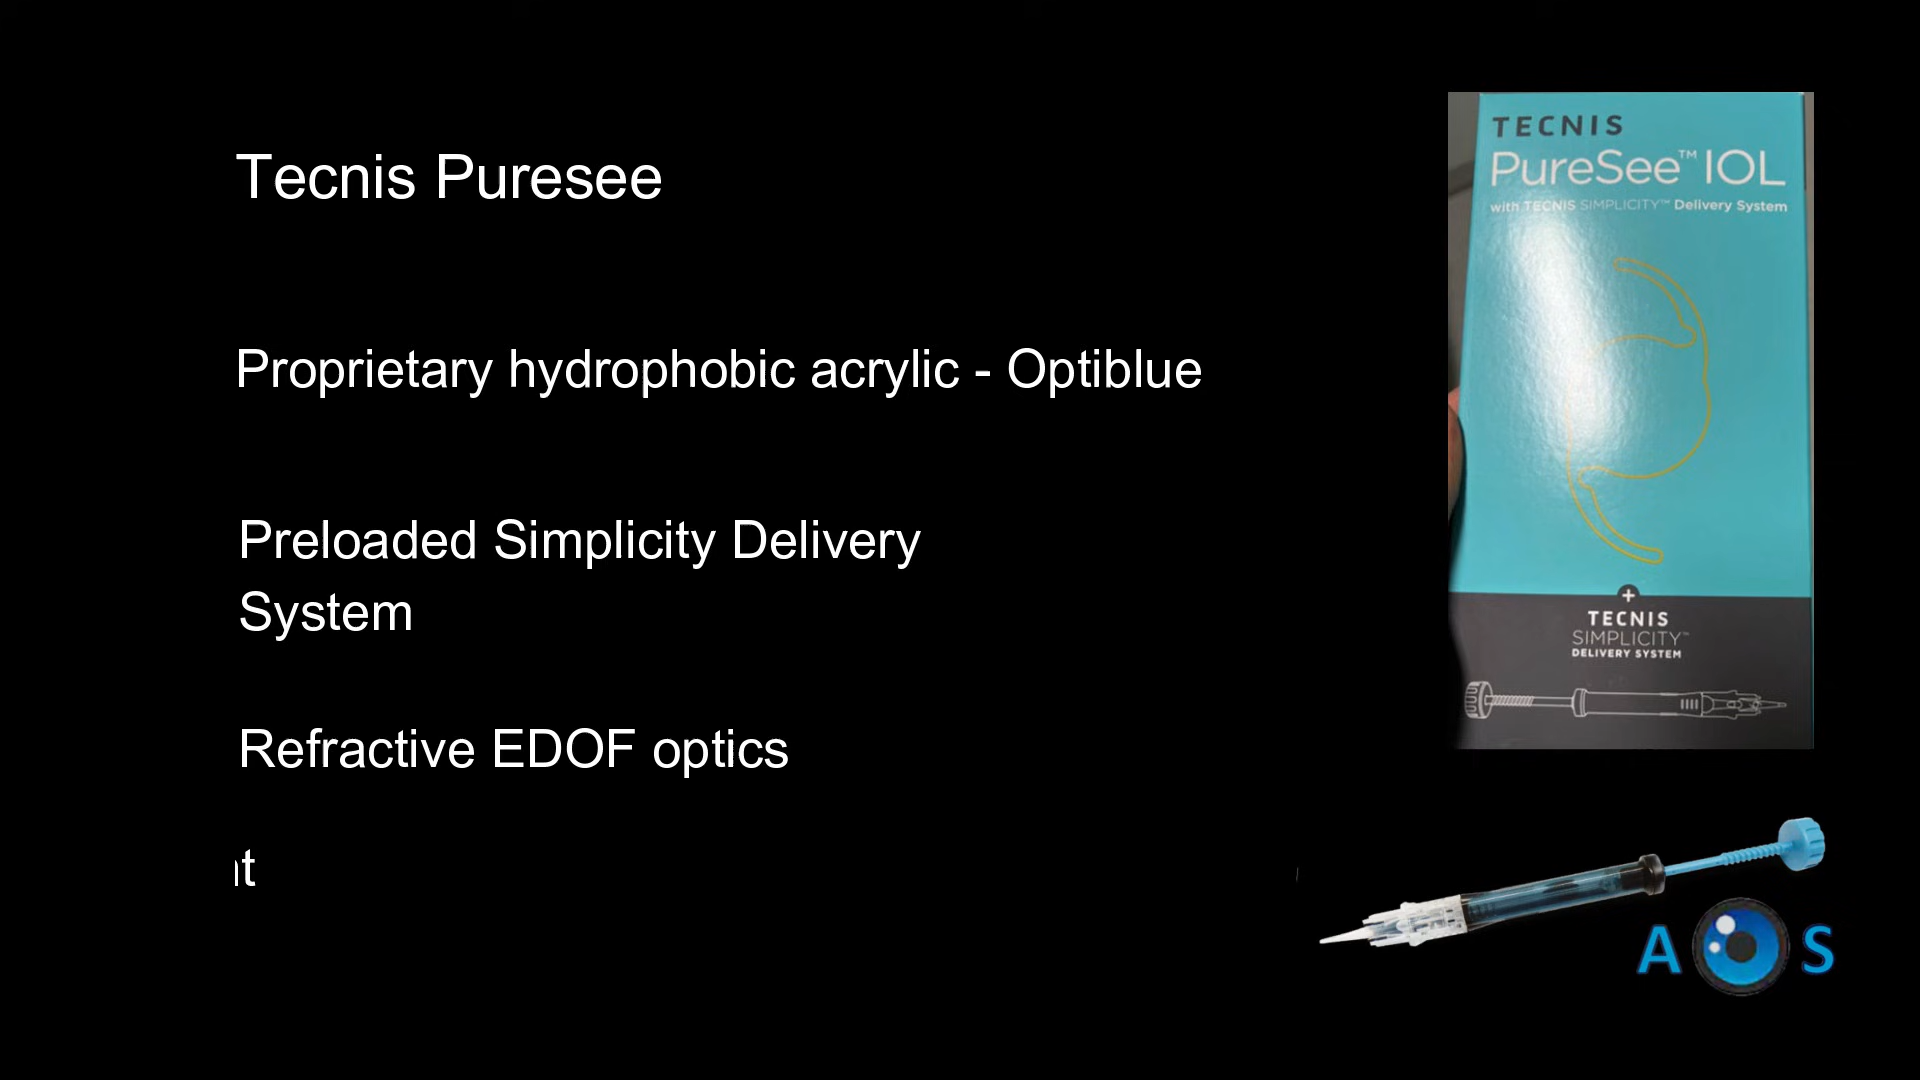 Tecnis Puresee
Proprietary hydrophobic acrylic - Optiblue
Preloaded Simplicity Delivery
System
Refractive EDOF optics
TECNIS
PureSee™ IOL
with TECNIS SIMPLICITY™ Delivery System
+
TECNIS
SIMPLICITY™
DELIVERY SYSTEM
A S